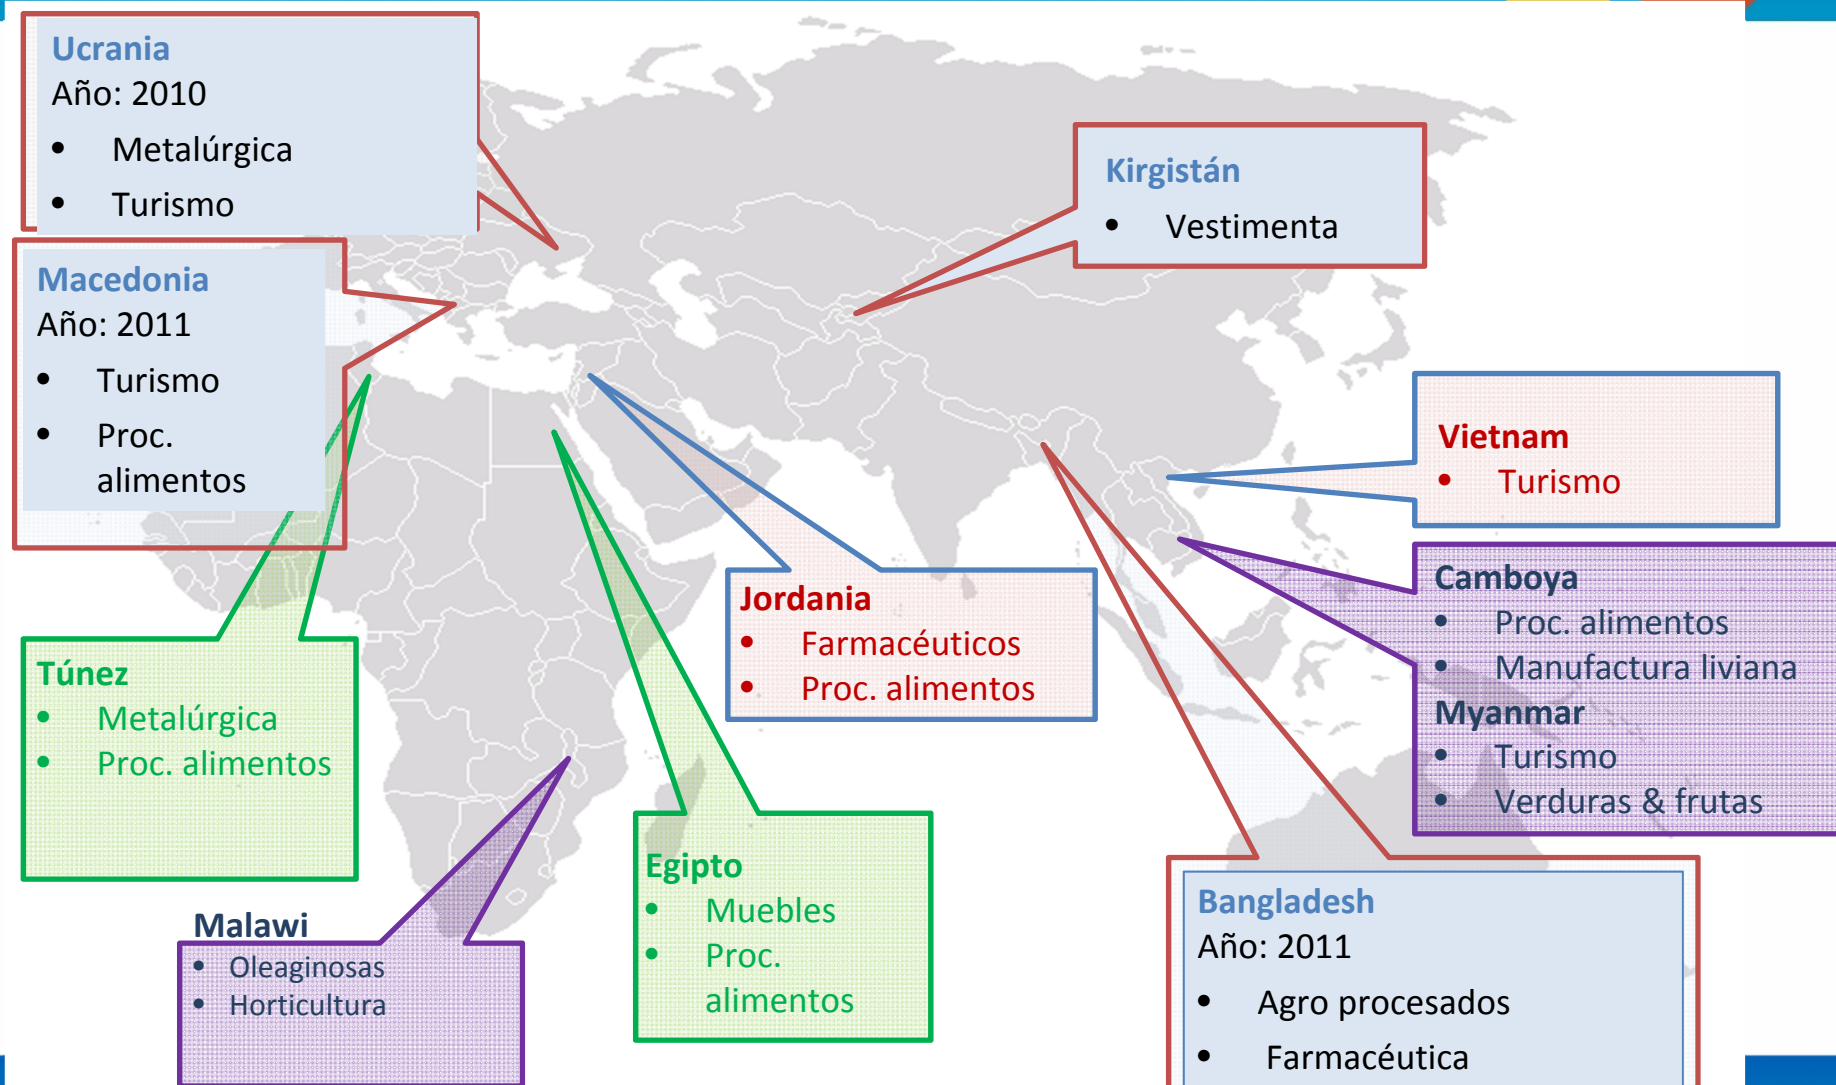 Ucrania
Año: 2010
• Metalúrgica
• Turismo
Macedonia
Año: 2011
• Turismo
• Proc.
alimentos
Kirgistán
• Vestimenta
Vietnam
• Turismo
Camboya
• Proc. alimentos
• Manufactura liviana
Myanmar
• Turismo
• Verduras & frutas
Jordania
• Farmacéuticos
• Proc. alimentos
Túnez
• Metalúrgica
• Proc. alimentos
Egipto
• Muebles
• Proc.
alimentos
Malawi
• Oleaginosas
• Horticultura
Bangladesh
Año: 2011
• Agro procesados
• Farmacéutica